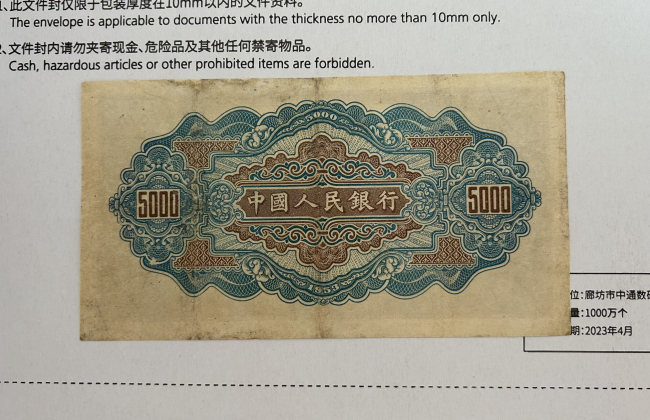 1、此文件封仅限于包装厚度在10mm以内的文件资料。
The envelope is applicable to documents with the thickness no more than 10mm only.
2、文件封内请勿夹寄现金、危险品及其他任何禁寄物品。
Cash, hazardous articles or other prohibited items are forbidden.
5000
5000
中國人民銀行
5000
1953
位:廊坊市中通数码
量:1000万个
期:2023年4月